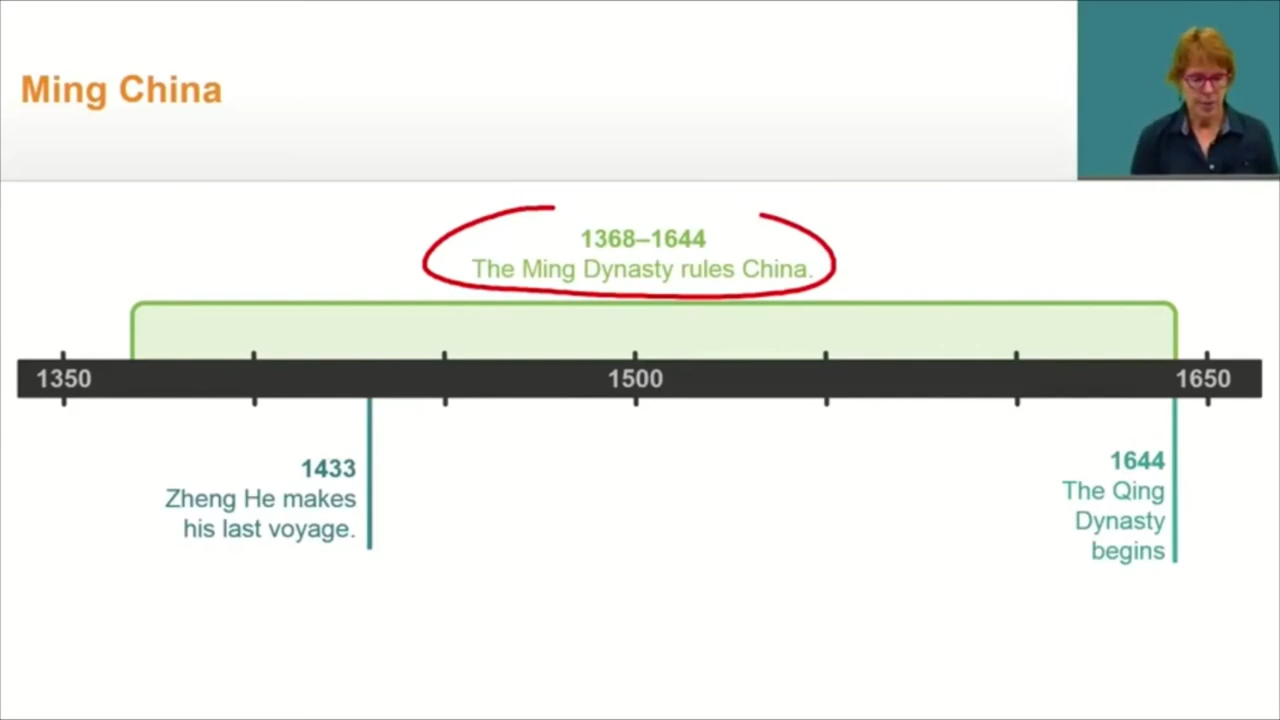 Ming China
1368–1644
The Ming Dynasty rules China.
1350
1500
1650
1433
Zheng He makes
his last voyage.
1644
The Qing
Dynasty
begins